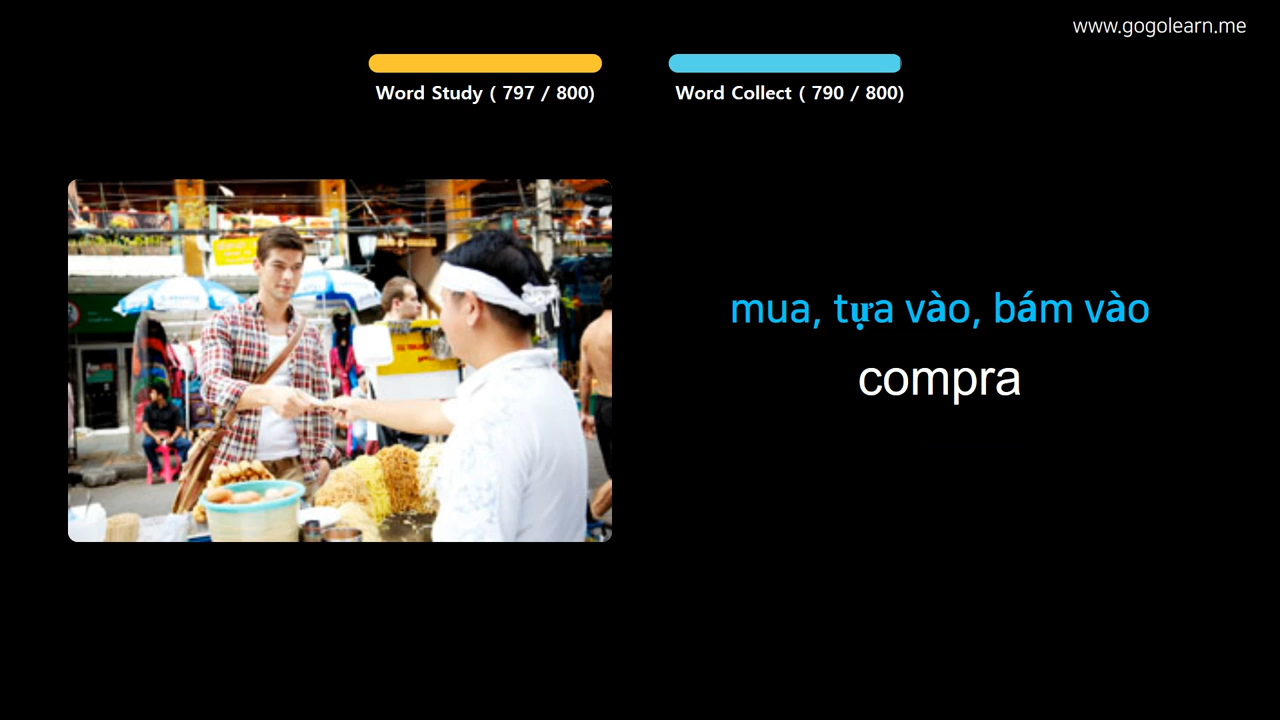 www.gogolearn.me
Word Study ( 797 / 800)
Word Collect ( 790 / 800)
mua, tựa vào, bám vào
compra